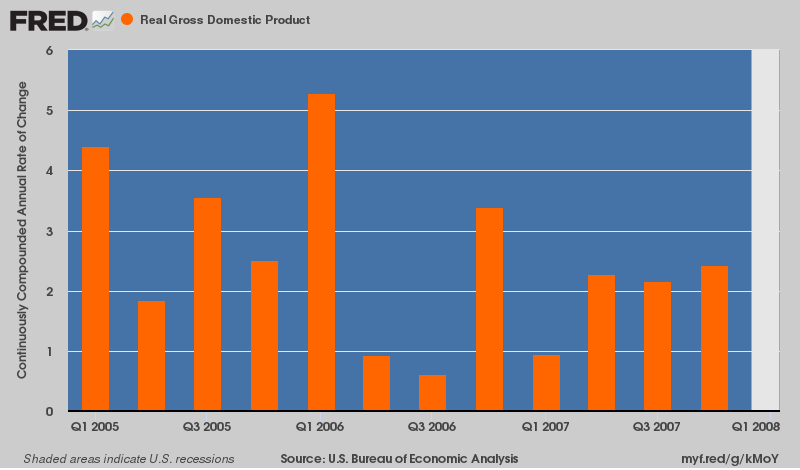 FRED Real Gross Domestic Product
6
5
4
3
2
1
0
Continuously Compounded Annual Rate of Change
Q1 2005 Q3 2005 Q1 2006 Q3 2006 Q1 2007 Q3 2007 Q1 2008
Shaded areas indicate U.S. recessions Source: U.S. Bureau of Economic Analysis myf.red/g/kMoY